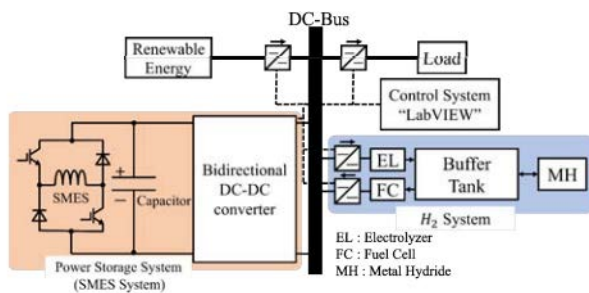 DC-Bus
Renewable
Energy
Load
Control System
“LabVIEW”
SMES
+
−
Capacitor
Bidirectional
DC-DC
converter
EL
FC
Buffer
Tank
MH
H₂ System
EL : Electrolyzer
FC : Fuel Cell
MH : Metal Hydride
Power Storage System
(SMES System)